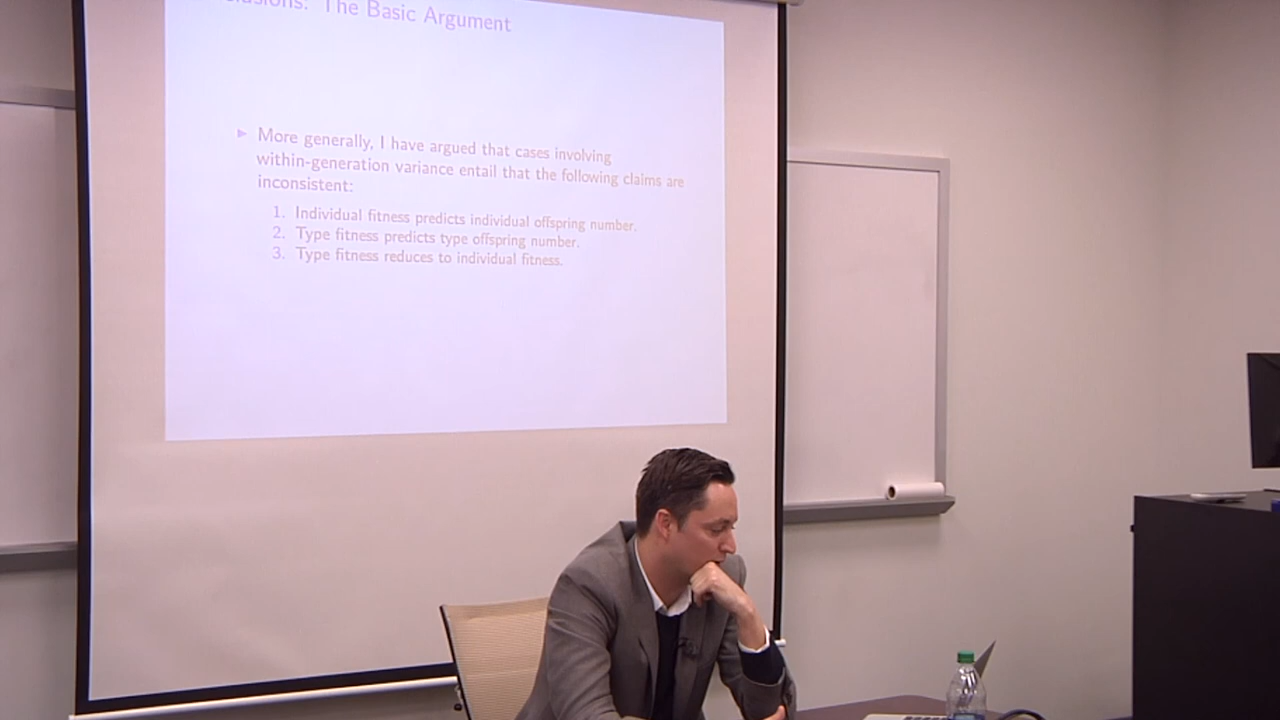 The Basic Argument
▶ More generally, I have argued that cases involving
within-generation variance entail that the following claims are
inconsistent:
1. Individual fitness predicts individual offspring number.
2. Type fitness predicts type offspring number.
3. Type fitness reduces to individual fitness.